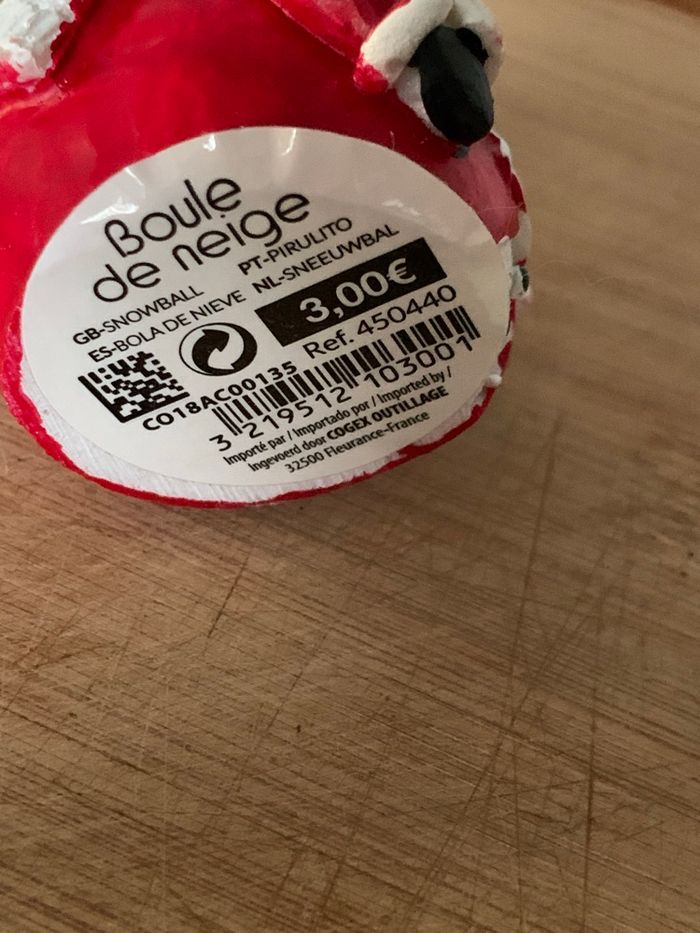 Boule
de neige
GB-SNOWBALL PT-PIRULITO
ES-BOLA DE NIEVE NL-SNEEUWBAL
3,00€
Ref. 450440
CO18AC00135
3 219512 103001
Importé par / Importado por / Imported by /
Ingevoerd door COGEX OUTILLAGE
32500 Fleurance-France